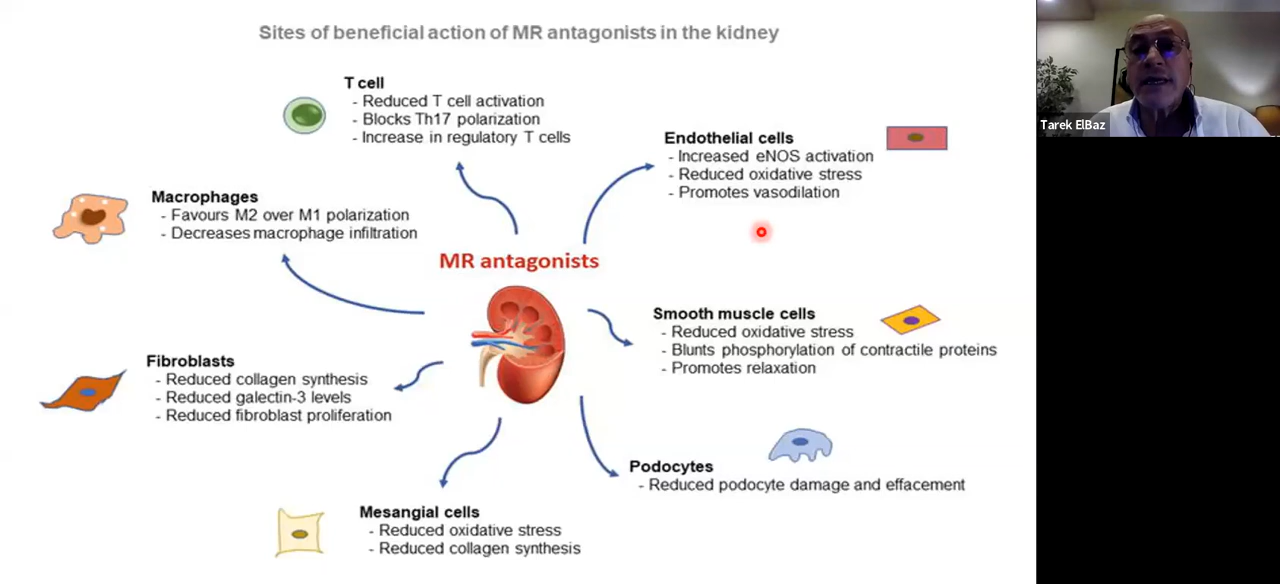 Sites of beneficial action of MR antagonists in the kidney
T cell
- Reduced T cell activation
- Blocks Th17 polarization
- Increase in regulatory T cells
Endothelial cells
- Increased eNOS activation
- Reduced oxidative stress
- Promotes vasodilation
Macrophages
- Favours M2 over M1 polarization
- Decreases macrophage infiltration
MR antagonists
Smooth muscle cells
- Reduced oxidative stress
- Blunts phosphorylation of contractile proteins
- Promotes relaxation
Fibroblasts
- Reduced collagen synthesis
- Reduced galectin-3 levels
- Reduced fibroblast proliferation
Podocytes
- Reduced podocyte damage and effacement
Mesangial cells
- Reduced oxidative stress
- Reduced collagen synthesis
Tarek ElBaz